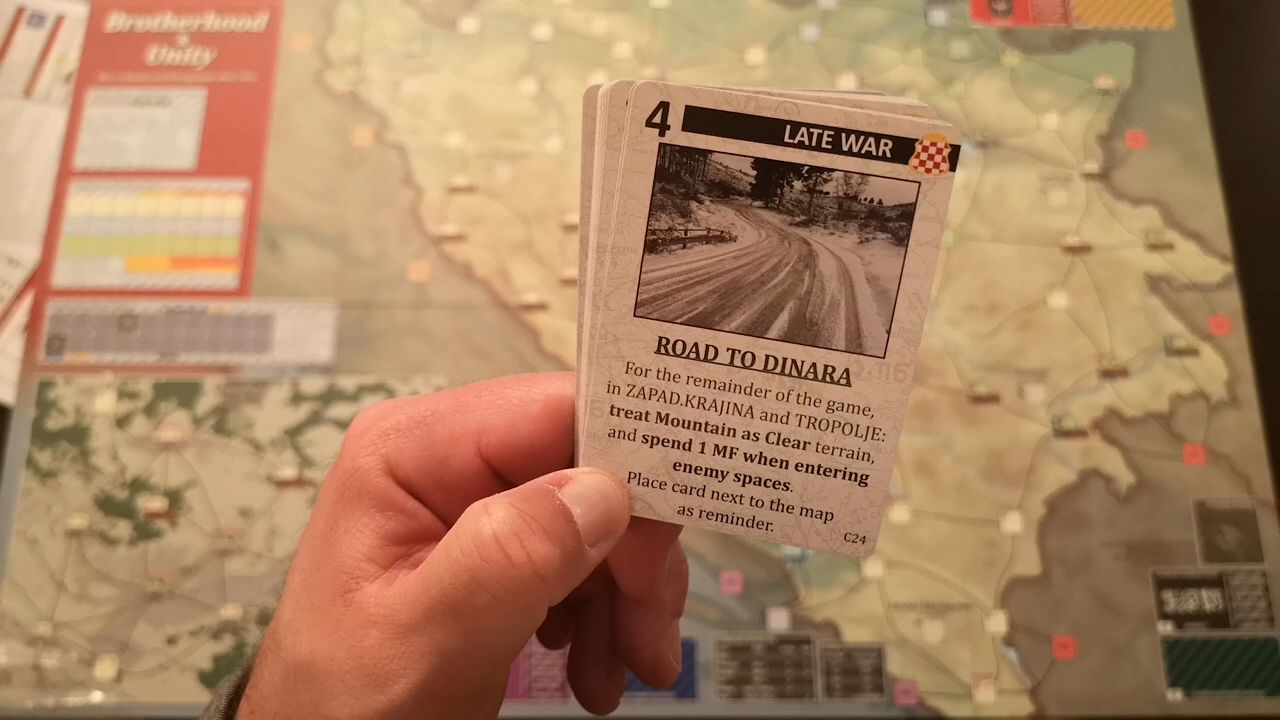 Brotherhood
&
Unity
4
LATE WAR
ROAD TO DINARA
For the remainder of the game,
in ZAPAD.KRAJINA and TROPOLJE:
treat Mountain as Clear terrain,
and spend 1 MF when entering
enemy spaces.
Place card next to the map
as reminder.
C24